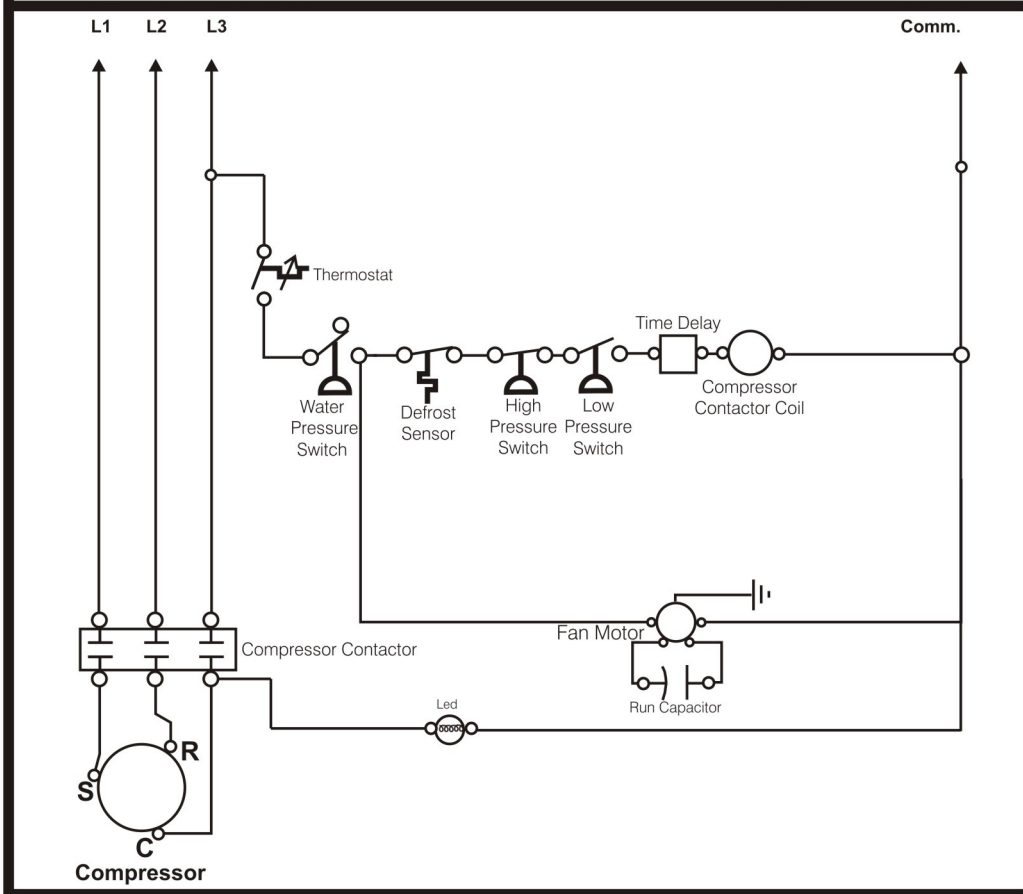 L1 L2 L3 Comm.
Thermostat
Time Delay
Water
Pressure
Switch
Defrost
Sensor
High
Pressure
Switch
Low
Pressure
Switch
Compressor
Contactor Coil
Fan Motor
Compressor Contactor
Run Capacitor
Led
R
S
C
Compressor